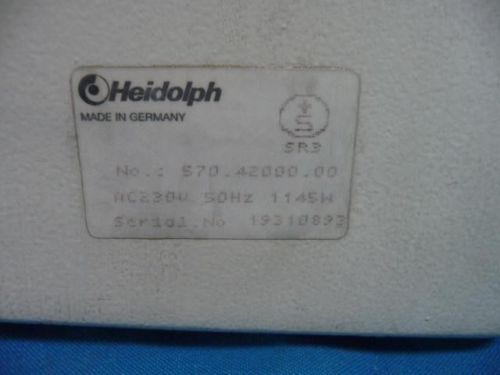 Heidolph
MADE IN GERMANY
+S
SR3
No.: 570.42000.00
AC230V 50Hz 1145W
Serial.No 19310893